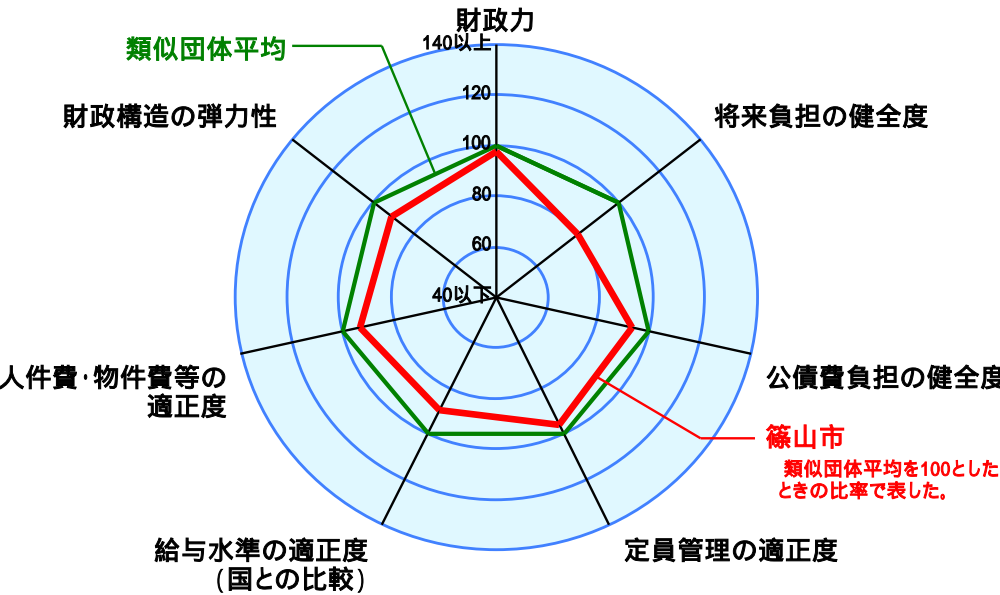 財政力
140以上
類似団体平均
120
財政構造の弾力性
将来負担の健全度
100
80
60
40以下
人件費・物件費等の
適正度
公債費負担の健全度
篠山市
類似団体平均を100とした
ときの比率で表した。
給与水準の適正度
(国との比較)
定員管理の適正度